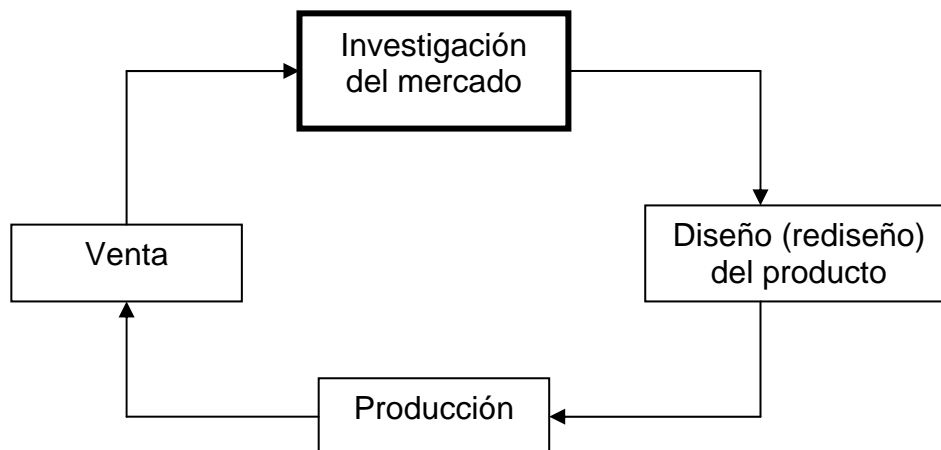 Investigación
del mercado
Venta
Diseño (rediseño)
del producto
Producción